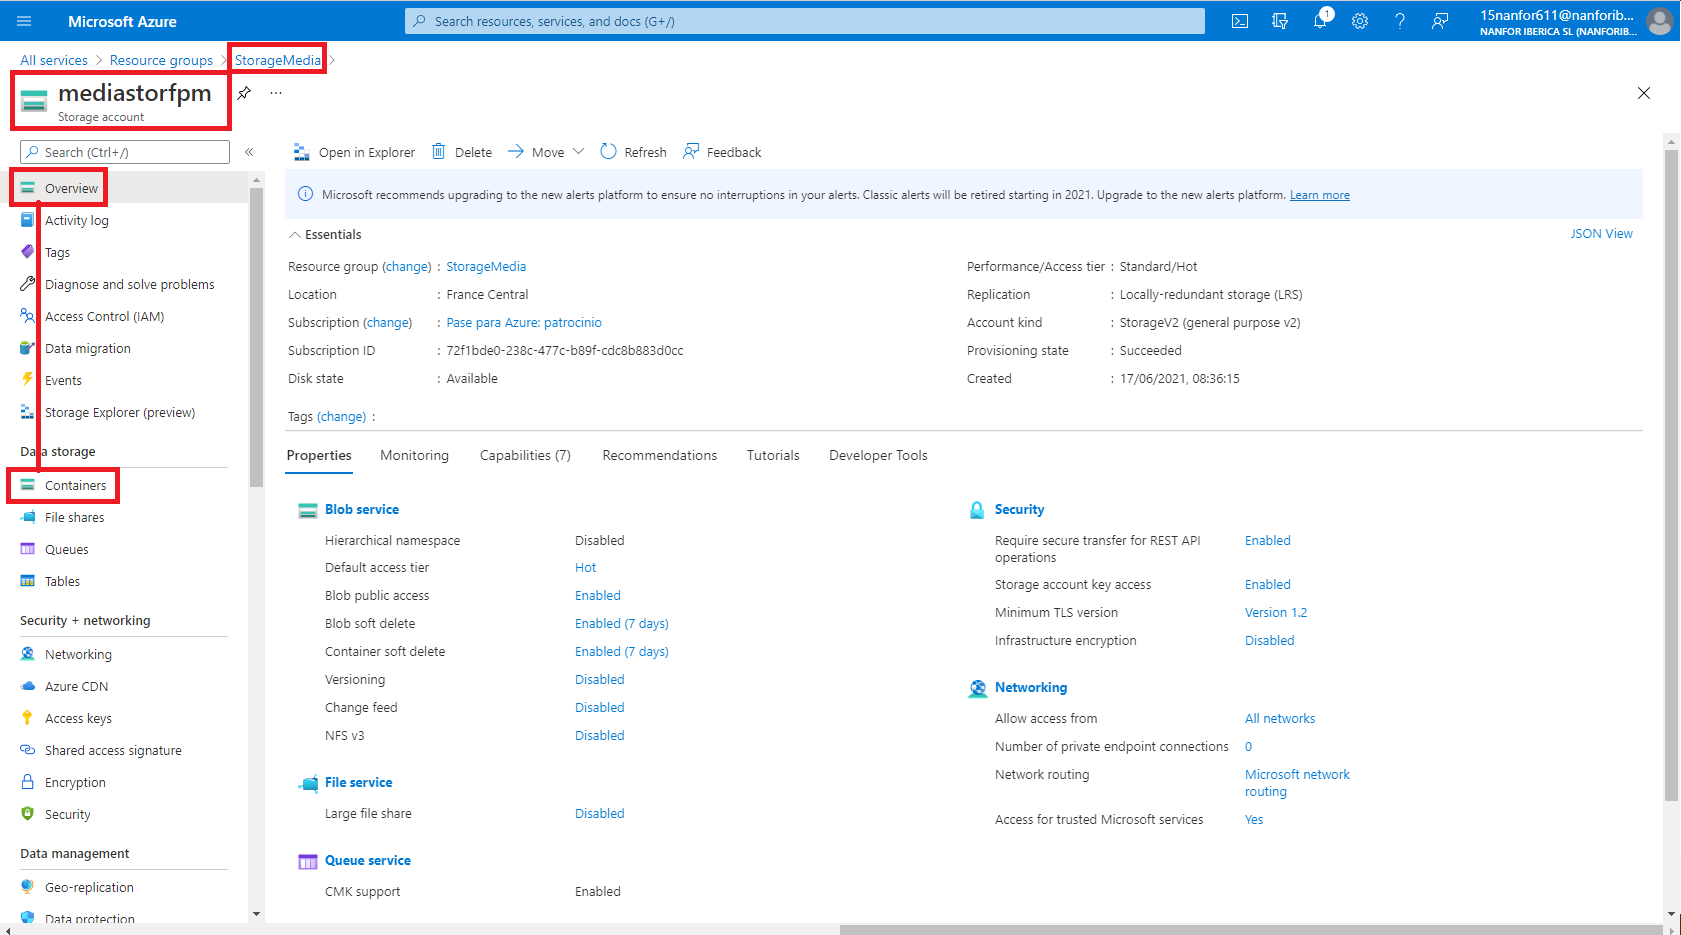 Microsoft Azure
Search resources, services, and docs (G+/)
1
15nanfor611@nanforib...
NANFOR IBERICA SL (NANFORIB...
All services > Resource groups > StorageMedia >
mediastorfpm
Storage account
Search (Ctrl+/)
Overview
Activity log
Tags
Diagnose and solve problems
Access Control (IAM)
Data migration
Events
Storage Explorer (preview)
Data storage
Containers
File shares
Queues
Tables
Security + networking
Networking
Azure CDN
Access keys
Shared access signature
Encryption
Security
Data management
Geo-replication
Data protection
Open in Explorer Delete Move Refresh Feedback
Microsoft recommends upgrading to the new alerts platform to ensure no interruptions in your alerts. Classic alerts will be retired starting in 2021. Upgrade to the new alerts platform. Learn more
Essentials
JSON View
Resource group (change) : StorageMedia
Location : France Central
Subscription (change) : Pase para Azure: patrocinio
Subscription ID : 72f1bde0-238c-477c-b89f-cdc8b883d0cc
Disk state : Available
Performance/Access tier : Standard/Hot
Replication : Locally-redundant storage (LRS)
Account kind : StorageV2 (general purpose v2)
Provisioning state : Succeeded
Created : 17/06/2021, 08:36:15
Tags (change) :
Properties Monitoring Capabilities (7) Recommendations Tutorials Developer Tools
Blob service
Hierarchical namespace Disabled
Default access tier Hot
Blob public access Enabled
Blob soft delete Enabled (7 days)
Container soft delete Enabled (7 days)
Versioning Disabled
Change feed Disabled
NFS v3 Disabled
File service
Large file share Disabled
Queue service
CMK support Enabled
Security
Require secure transfer for REST API Enabled
operations
Storage account key access Enabled
Minimum TLS version Version 1.2
Infrastructure encryption Disabled
Networking
Allow access from All networks
Number of private endpoint connections 0
Network routing Microsoft network
routing
Access for trusted Microsoft services Yes